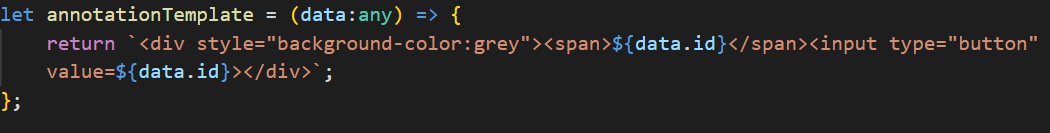 let annotationTemplate = (data:any) => {
return `<div style="background-color:grey"><span>${data.id}</span><input type="button"
value=${data.id}></div>`;
};